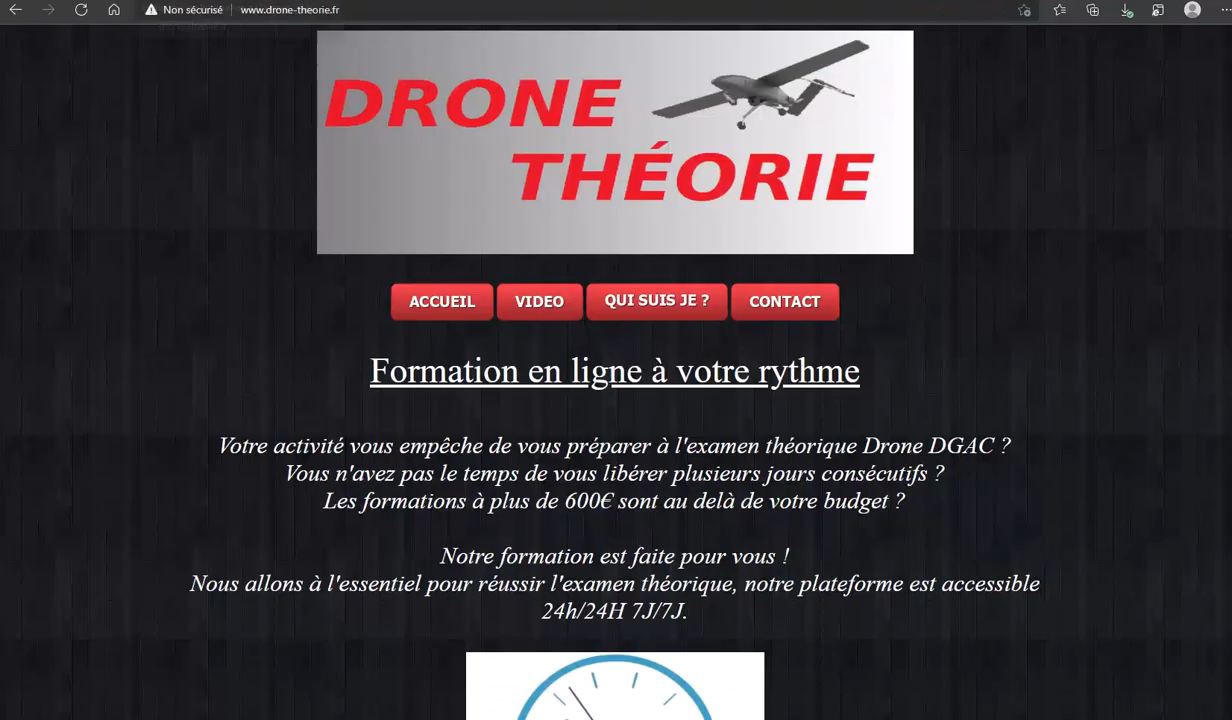 Non sécurisé
www.drone-theorie.fr
DRONE
THÉORIE
ACCUEIL
VIDEO
QUI SUIS JE ?
CONTACT
Formation en ligne à votre rythme
Votre activité vous empêche de vous préparer à l'examen théorique Drone DGAC ?
Vous n'avez pas le temps de vous libérer plusieurs jours consécutifs ?
Les formations à plus de 600€ sont au delà de votre budget ?
Notre formation est faite pour vous !
Nous allons à l'essentiel pour réussir l'examen théorique, notre plateforme est accessible
24h/24H 7J/7J.